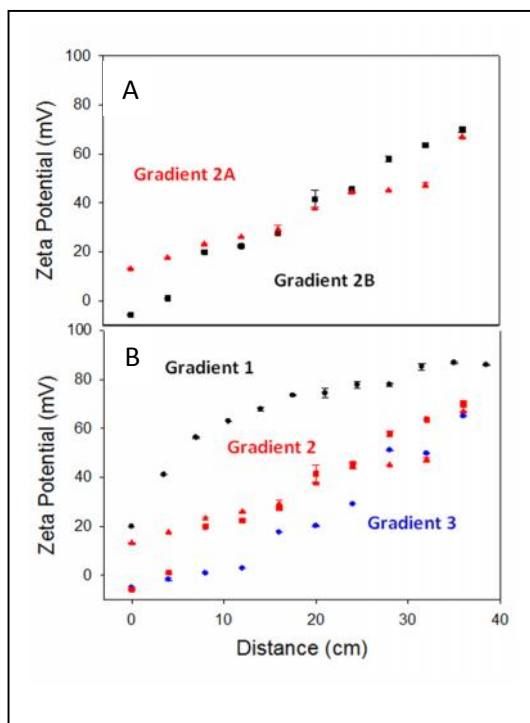 A
100
80
60
40
20
0
Zeta Potential (mV)
Gradient 2A
Gradient 2B
B
100
80
60
40
20
0
Zeta Potential (mV)
Gradient 1
Gradient 2
Gradient 3
0 10 20 30 40
Distance (cm)